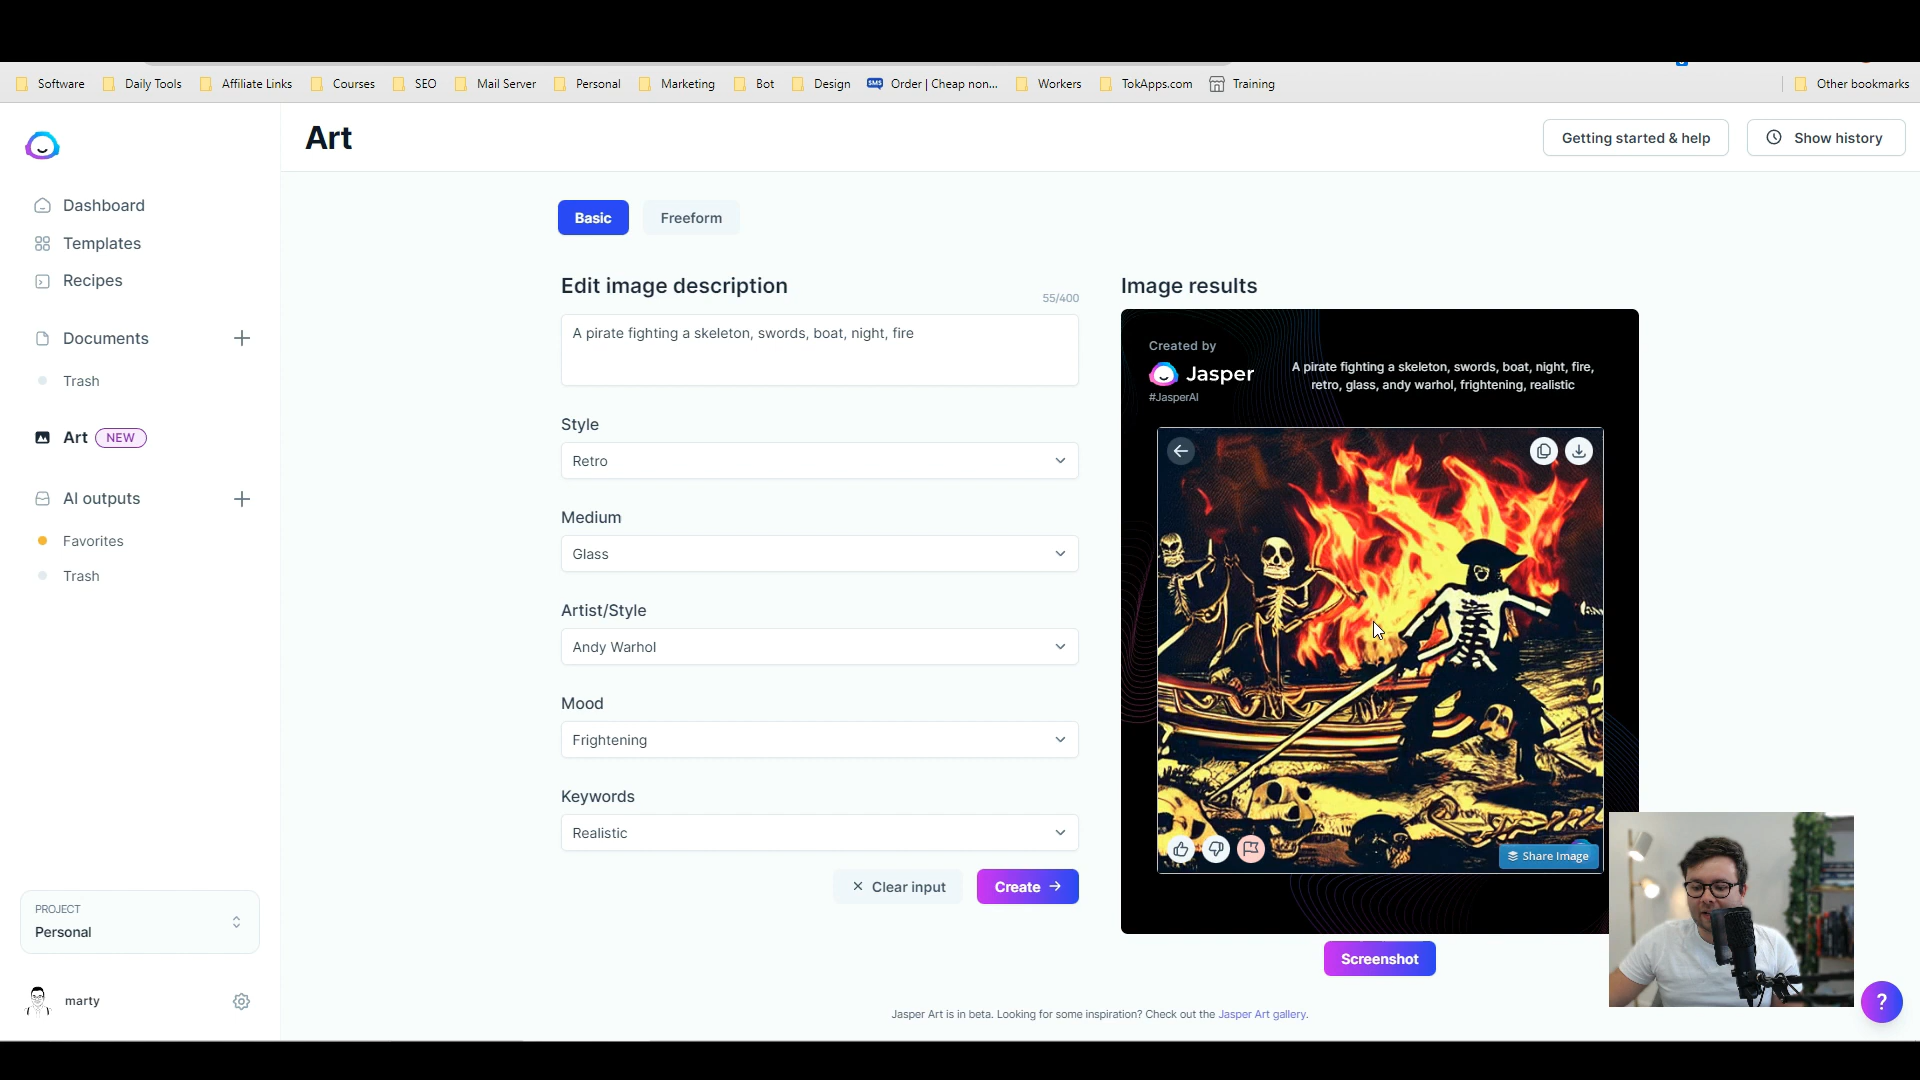 Software
Daily Tools
Affiliate Links
Courses
SEO
Mail Server
Personal
Marketing
Bot
Design
SMS
Order | Cheap non...
Workers
TokApps.com
Training
Other bookmarks
Art
Getting started & help
Show history
Dashboard
Templates
Recipes
Documents
Trash
Art NEW
AI outputs
Favorites
Trash
PROJECT
Personal
marty
Basic
Freeform
Edit image description
55/400
A pirate fighting a skeleton, swords, boat, night, fire
Style
Retro
Medium
Glass
Artist/Style
Andy Warhol
Mood
Frightening
Keywords
Realistic
Clear input
Create
Image results
Created by
Jasper
#JasperAI
A pirate fighting a skeleton, swords, boat, night, fire,
retro, glass, andy warhol, frightening, realistic
Share Image
Screenshot
Jasper Art is in beta. Looking for some inspiration? Check out the Jasper Art gallery.
?